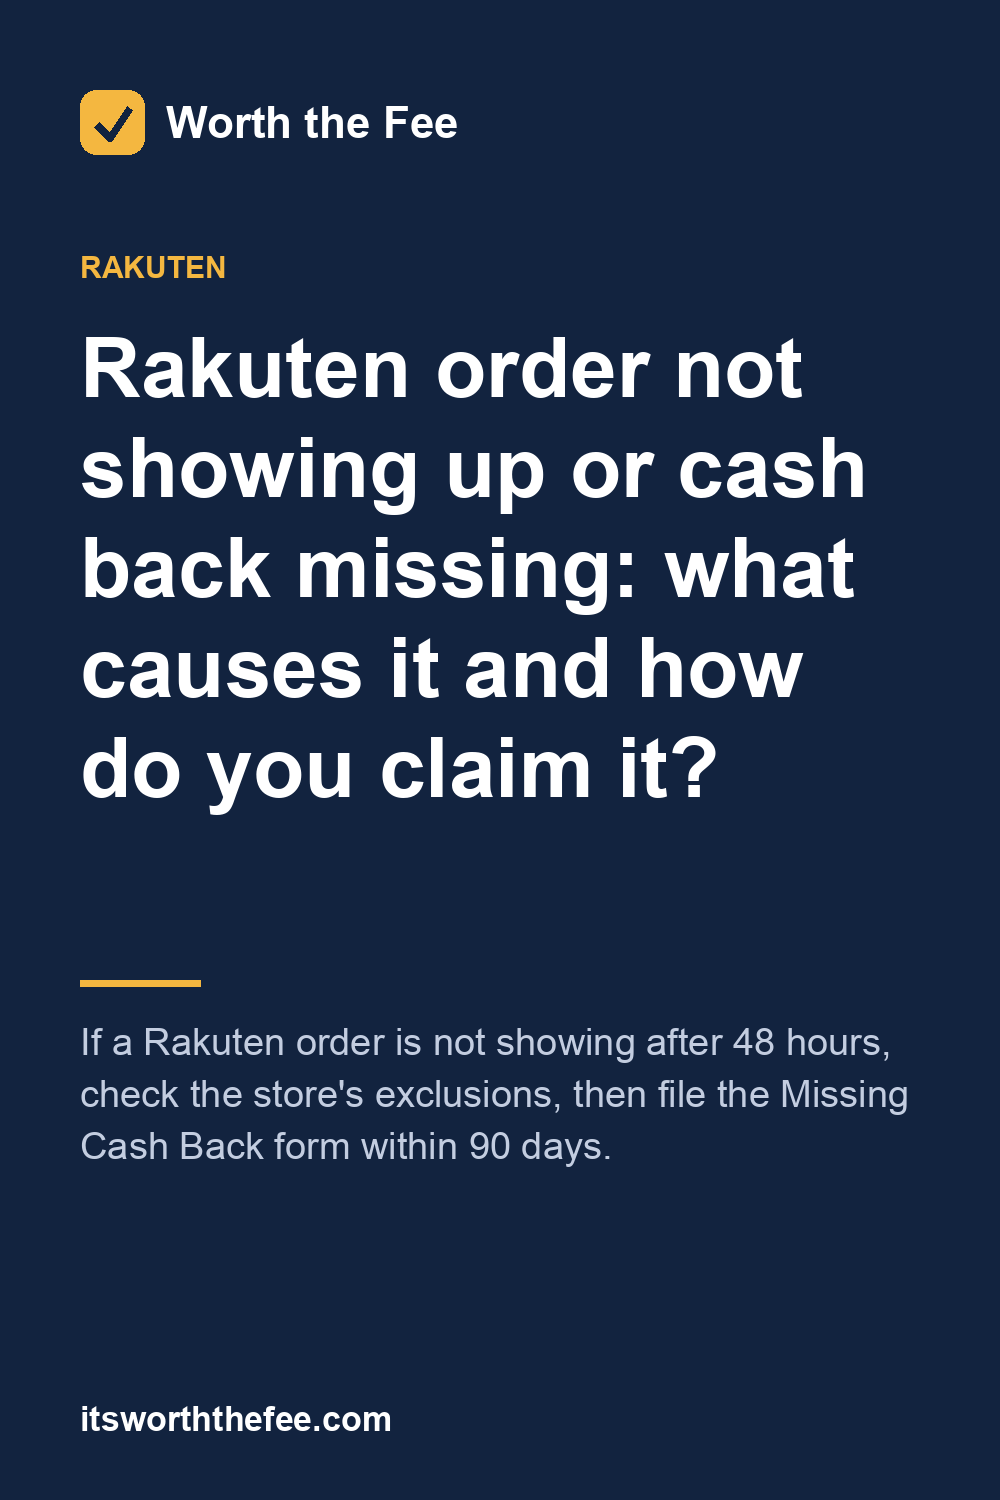 Worth the Fee
RAKUTEN
Rakuten order not
showing up or cash
back missing: what
causes it and how
do you claim it?
If a Rakuten order is not showing after 48 hours,
check the store's exclusions, then file the Missing
Cash Back form within 90 days.
itsworththefee.com